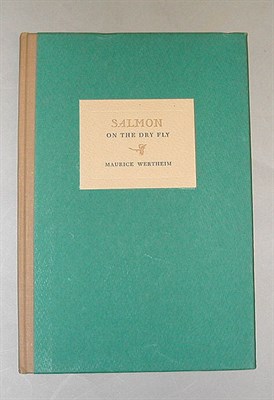 SALMON
ON THE DRY FLY
MAURICE WERTHEIM